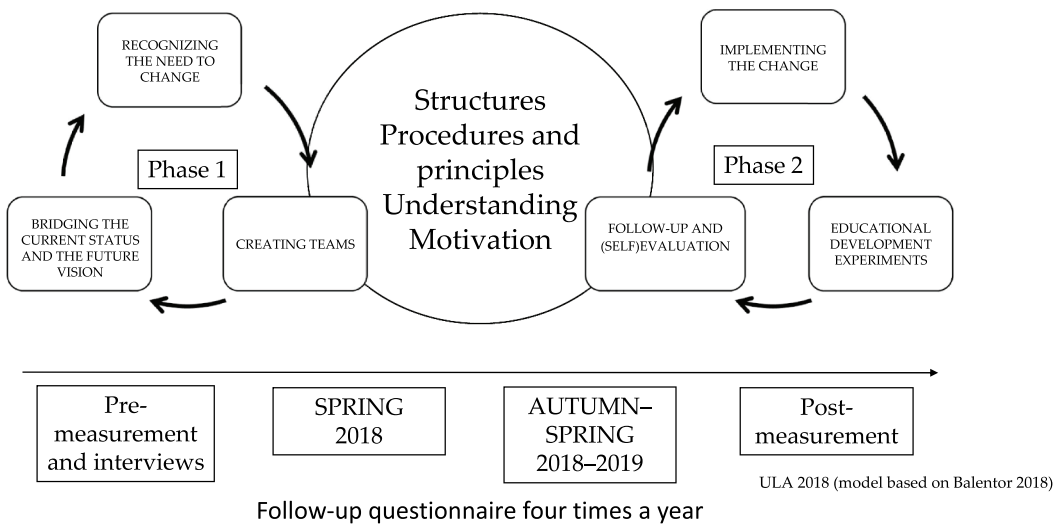 RECOGNIZING
THE NEED TO
CHANGE
Phase 1
BRIDGING THE
CURRENT STATUS
AND THE FUTURE
VISION
CREATING TEAMS
Structures
Procedures and
principles
Understanding
Motivation
IMPLEMENTING
THE CHANGE
Phase 2
FOLLOW-UP AND
(SELF)EVALUATION
EDUCATIONAL
DEVELOPMENT
EXPERIMENTS
Pre-
measurement
and interviews
SPRING
2018
AUTUMN–
SPRING
2018–2019
Post-
measurement
ULA 2018 (model based on Balentor 2018)
Follow-up questionnaire four times a year